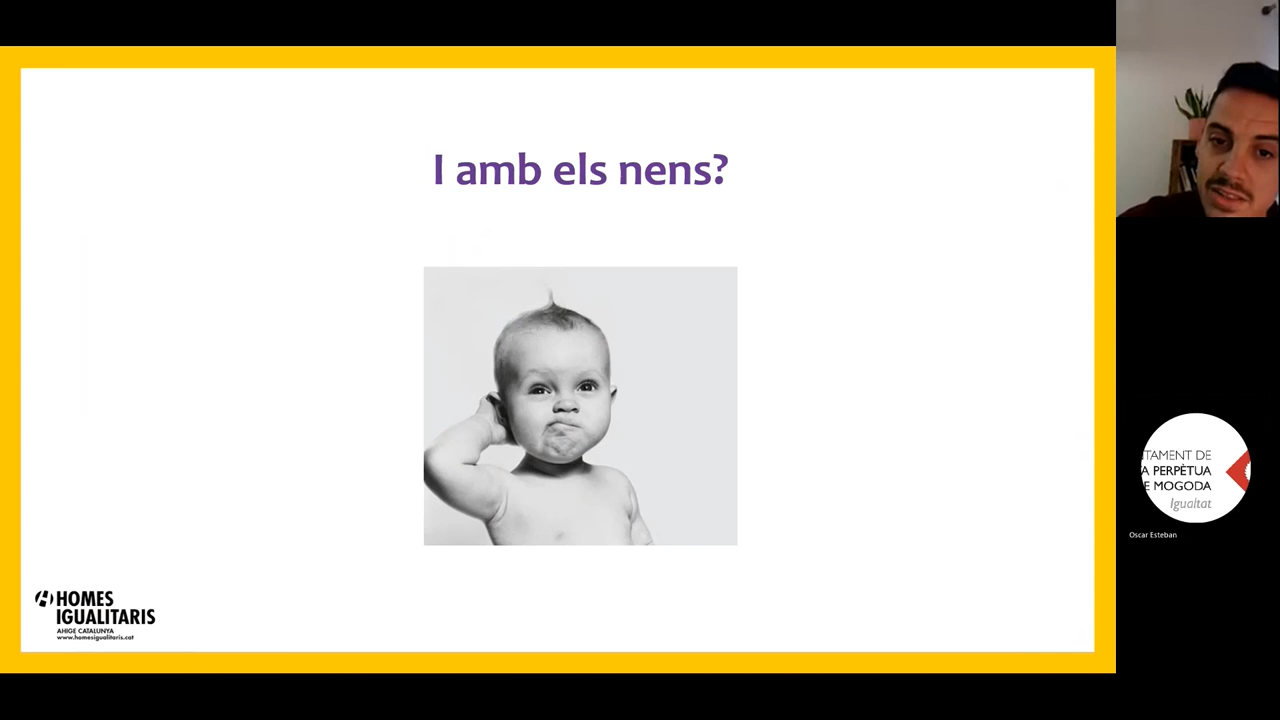 I amb els nens?
HOMES
IGUALITARIS
AHIGE CATALUNYA
www.homesigualitaris.cat
TAMENT DE
A PERPÈTUA
E MOGODA
Igualtat
Oscar Esteban